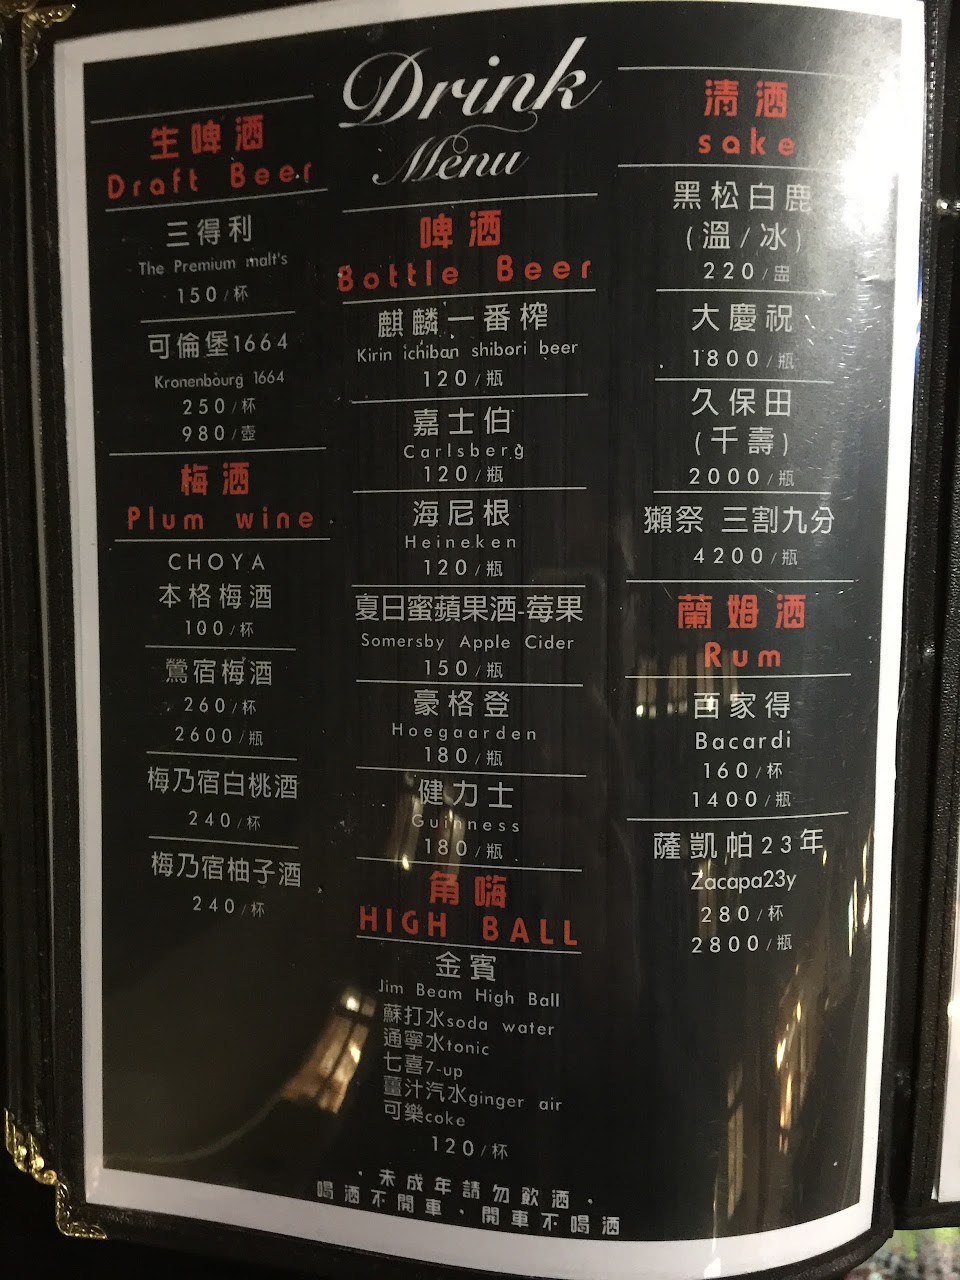 Drink
Menu
生啤酒
Draft Beer
三得利
The Premium malt's
150/杯
可倫堡1664
Kronenbourg 1664
250/杯
980/壺
梅酒
Plum wine
CHOYA
本格梅酒
100/杯
鶯宿梅酒
260/杯
2600/瓶
梅乃宿白桃酒
240/杯
梅乃宿柚子酒
240/杯
啤酒
Bottle Beer
麒麟一番榨
Kirin ichiban shibori beer
120/瓶
嘉士伯
Carlsberg
120/瓶
海尼根
Heineken
120/瓶
夏日蜜蘋果酒-莓果
Somersby Apple Cider
150/瓶
豪格登
Hoegaarden
180/瓶
健力士
Guinness
180/瓶
角嗨
HIGH BALL
金賓
Jim Beam High Ball
蘇打水soda water
通寧水tonic
七喜7-up
薑汁汽水ginger air
可樂coke
120/杯
清酒
sake
黑松白鹿
(溫/冰)
220/盅
大慶祝
1800/瓶
久保田
(千壽)
2000/瓶
獺祭 三割九分
4200/瓶
蘭姆酒
Rum
百家得
Bacardi
160/杯
1400/瓶
薩凱帕23年
Zacapa23y
280/杯
2800/瓶
·未成年請勿飲酒·
喝酒不開車·開車不喝酒